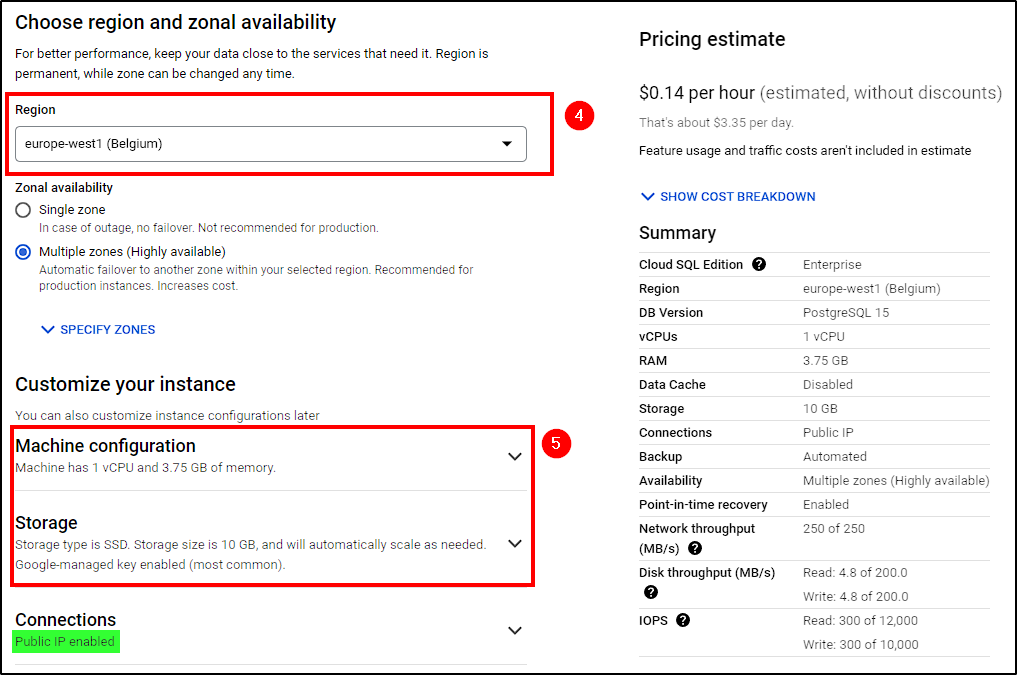 Choose region and zonal availability
For better performance, keep your data close to the services that need it. Region is
permanent, while zone can be changed any time.
Region
4
europe-west1 (Belgium)
Zonal availability
Single zone
In case of outage, no failover. Not recommended for production.
Multiple zones (Highly available)
Automatic failover to another zone within your selected region. Recommended for
production instances. Increases cost.
SPECIFY ZONES
Customize your instance
You can also customize instance configurations later
Machine configuration
5
Machine has 1 vCPU and 3.75 GB of memory.
Storage
Storage type is SSD. Storage size is 10 GB, and will automatically scale as needed.
Google-managed key enabled (most common).
Connections
Public IP enabled
Pricing estimate
$0.14 per hour (estimated, without discounts)
That's about $3.35 per day.
Feature usage and traffic costs aren't included in estimate
SHOW COST BREAKDOWN
Summary
Cloud SQL Edition ? Enterprise
Region europe-west1 (Belgium)
DB Version PostgreSQL 15
vCPUs 1 vCPU
RAM 3.75 GB
Data Cache Disabled
Storage 10 GB
Connections Public IP
Backup Automated
Availability Multiple zones (Highly available)
Point-in-time recovery Enabled
Network throughput 250 of 250
(MB/s) ?
Disk throughput (MB/s) Read: 4.8 of 200.0
? Write: 4.8 of 200.0
IOPS ? Read: 300 of 12,000
Write: 300 of 10,000